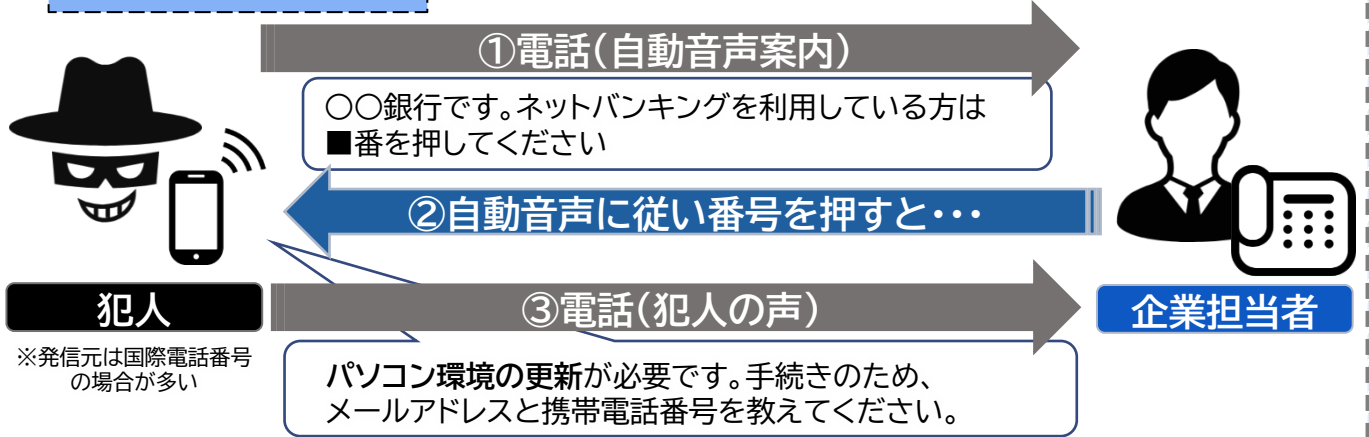 ①電話(自動音声案内)
〇〇銀行です。ネットバンキングを利用している方は
■番を押してください
②自動音声に従い番号を押すと・・・
犯人
③電話(犯人の声)
企業担当者
※発信元は国際電話番号
の場合が多い
パソコン環境の更新が必要です。手続きのため、
メールアドレスと携帯電話番号を教えてください。